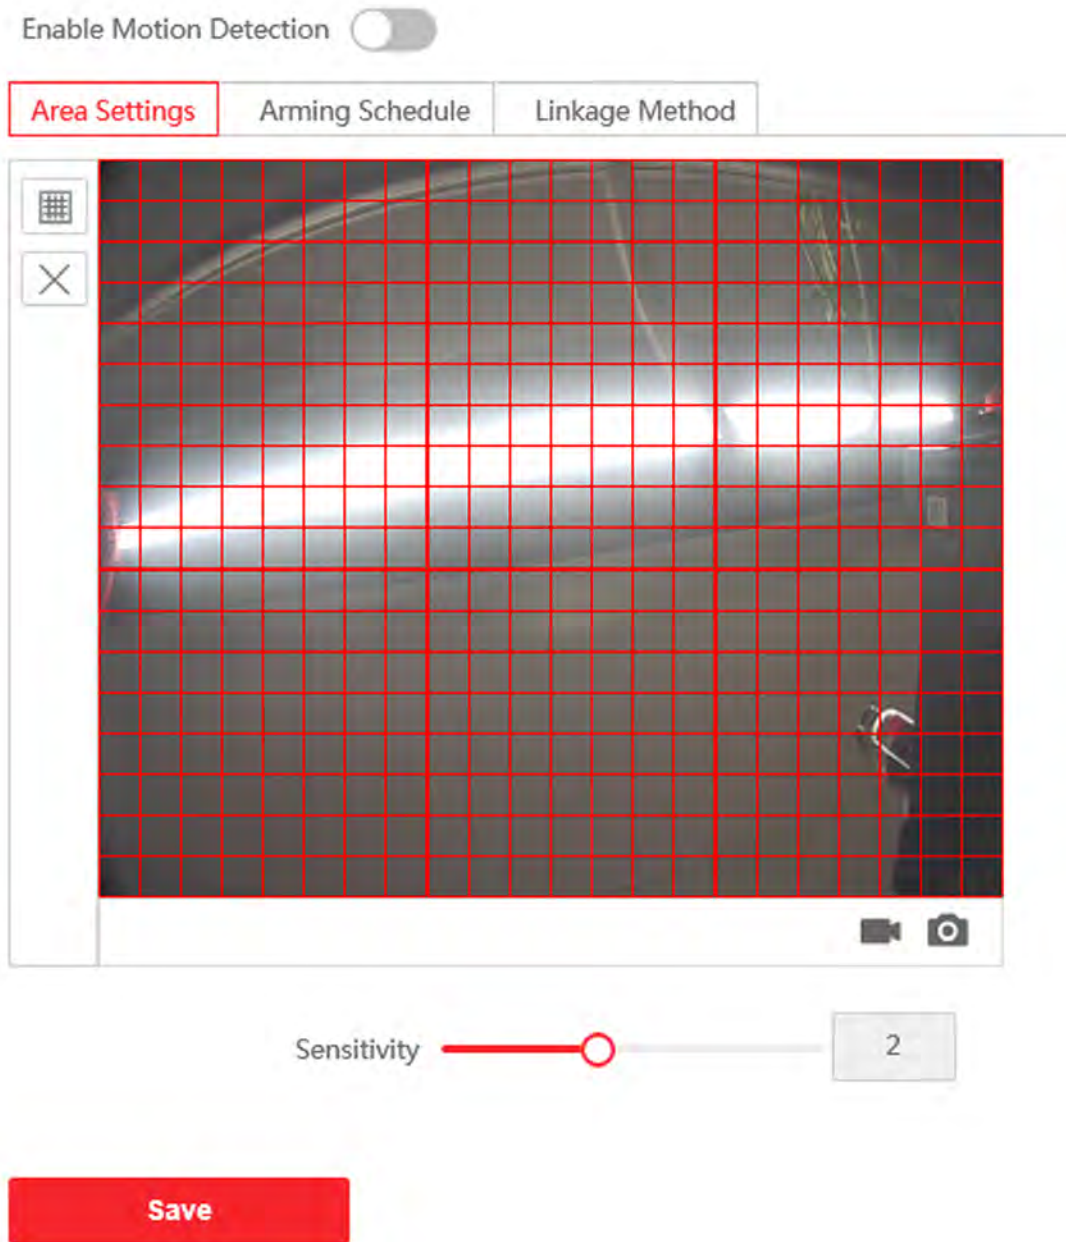 Enable Motion Detection
Area Settings Arming Schedule Linkage Method
Sensitivity 2
Save